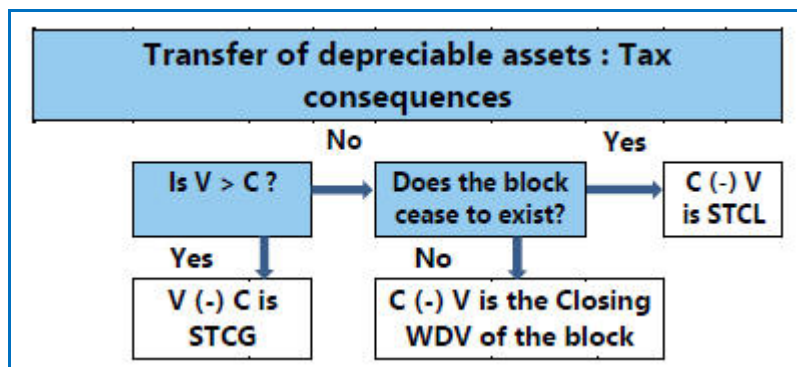 Transfer of depreciable assets : Tax
consequences
No
Yes
Is V > C ?
Does the block
cease to exist?
C (-) V
is STCL
Yes
No
V (-) C is
STCG
C (-) V is the Closing
WDV of the block